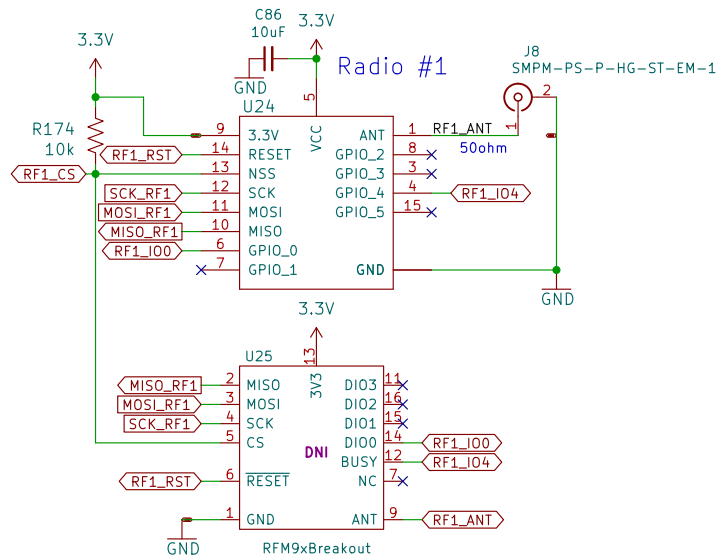 C86
10uF
3.3V
3.3V
GND
Radio #1
J8
SMPM-PS-P-HG-ST-EM-1
2
1
U24
5
VCC
R174
10k
9 3.3V ANT 1 RF1_ANT
50ohm
RF1_RST 14 RESET GPIO_2 8
RF1_CS 13 NSS GPIO_3 3
SCK_RF1 12 SCK GPIO_4 4 RF1_IO4
MOSI_RF1 11 MOSI GPIO_5 15
MISO_RF1 10 MISO
RF1_IO0 6 GPIO_0
7 GPIO_1 GND
GND
3.3V
U25
13
3V3
MISO_RF1 2 MISO DIO3 11
MOSI_RF1 3 MOSI DIO2 16
SCK_RF1 4 SCK DIO1 15
5 CS DIO0 14 RF1_IO0
DNI
BUSY 12 RF1_IO4
RF1_RST 6 RESET NC 7
1 GND ANT 9 RF1_ANT
GND
RFM9xBreakout